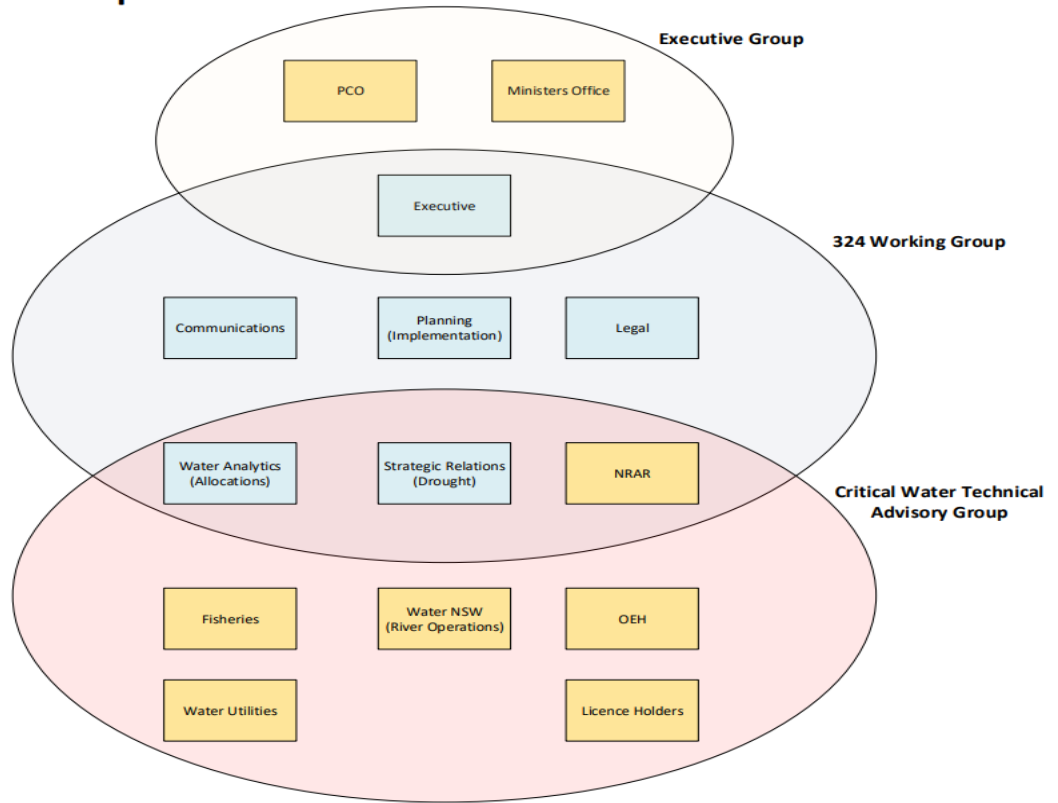 Executive Group
PCO
Ministers Office
Executive
324 Working Group
Communications
Planning
(Implementation)
Legal
Water Analytics
(Allocations)
Strategic Relations
(Drought)
NRAR
Critical Water Technical
Advisory Group
Fisheries
Water NSW
(River Operations)
OEH
Water Utilities
Licence Holders